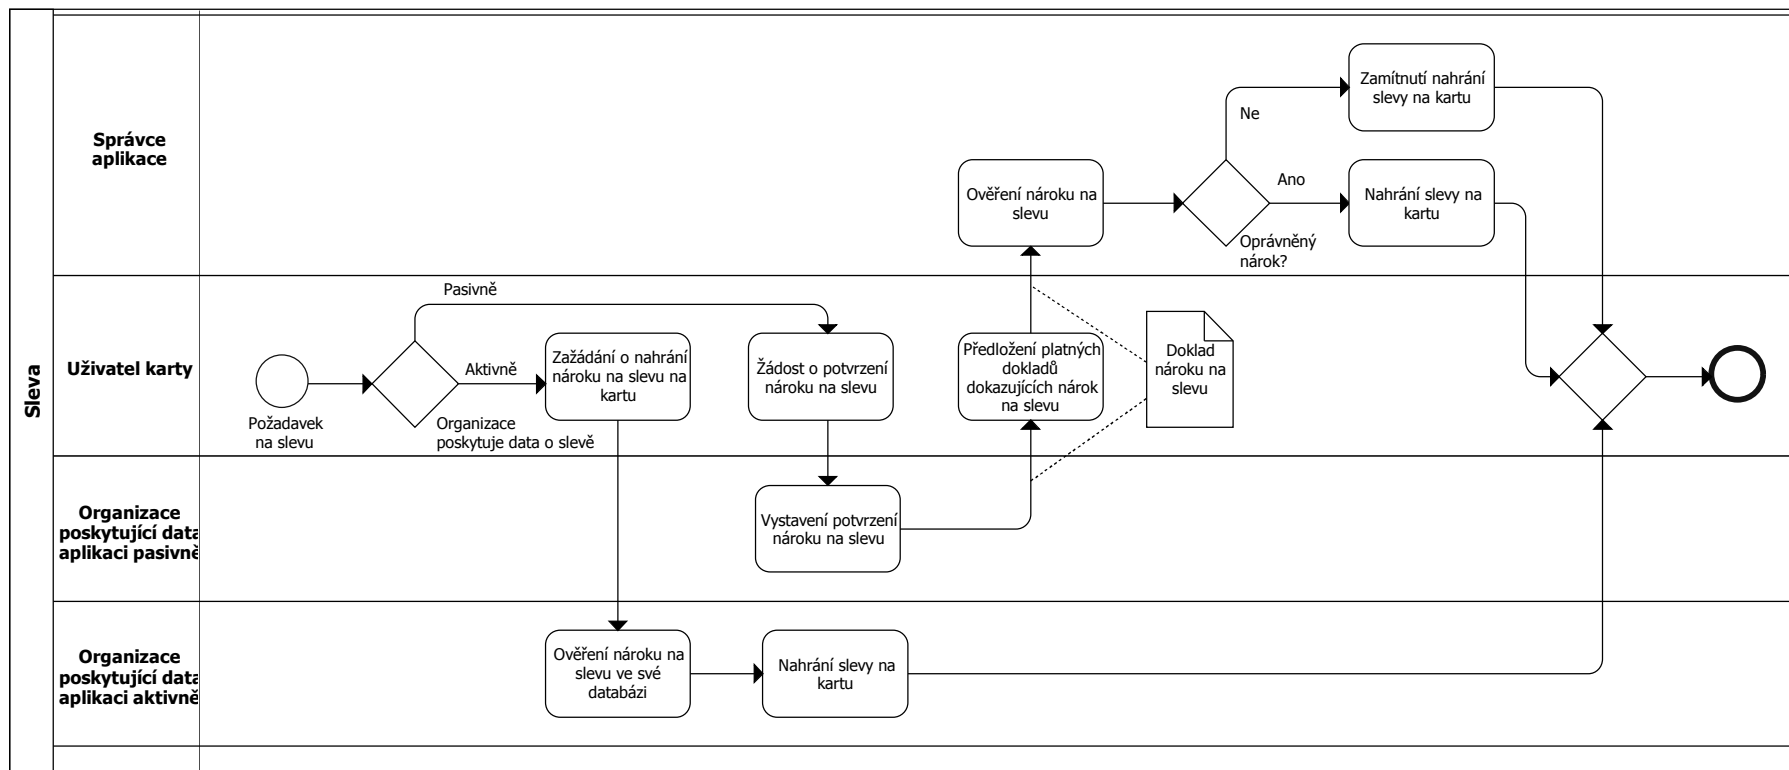 Sleva
Správce
aplikace
Zamítnutí nahrání
slevy na kartu
Ne
Ověření nároku na
slevu
Ano
Nahrání slevy na
kartu
Oprávněný
nárok?
Uživatel karty
Pasivně
Požadavek
na slevu
Aktivně
Organizace
poskytuje data o slevě
Zažádání o nahrání
nároku na slevu na
kartu
Žádost o potvrzení
nároku na slevu
Předložení platných
dokladů
dokazujících nárok
na slevu
Doklad
nároku na
slevu
Organizace
poskytující data
aplikaci pasivně
Vystavení potvrzení
nároku na slevu
Organizace
poskytující data
aplikaci aktivně
Ověření nároku na
slevu ve své
databázi
Nahrání slevy na
kartu